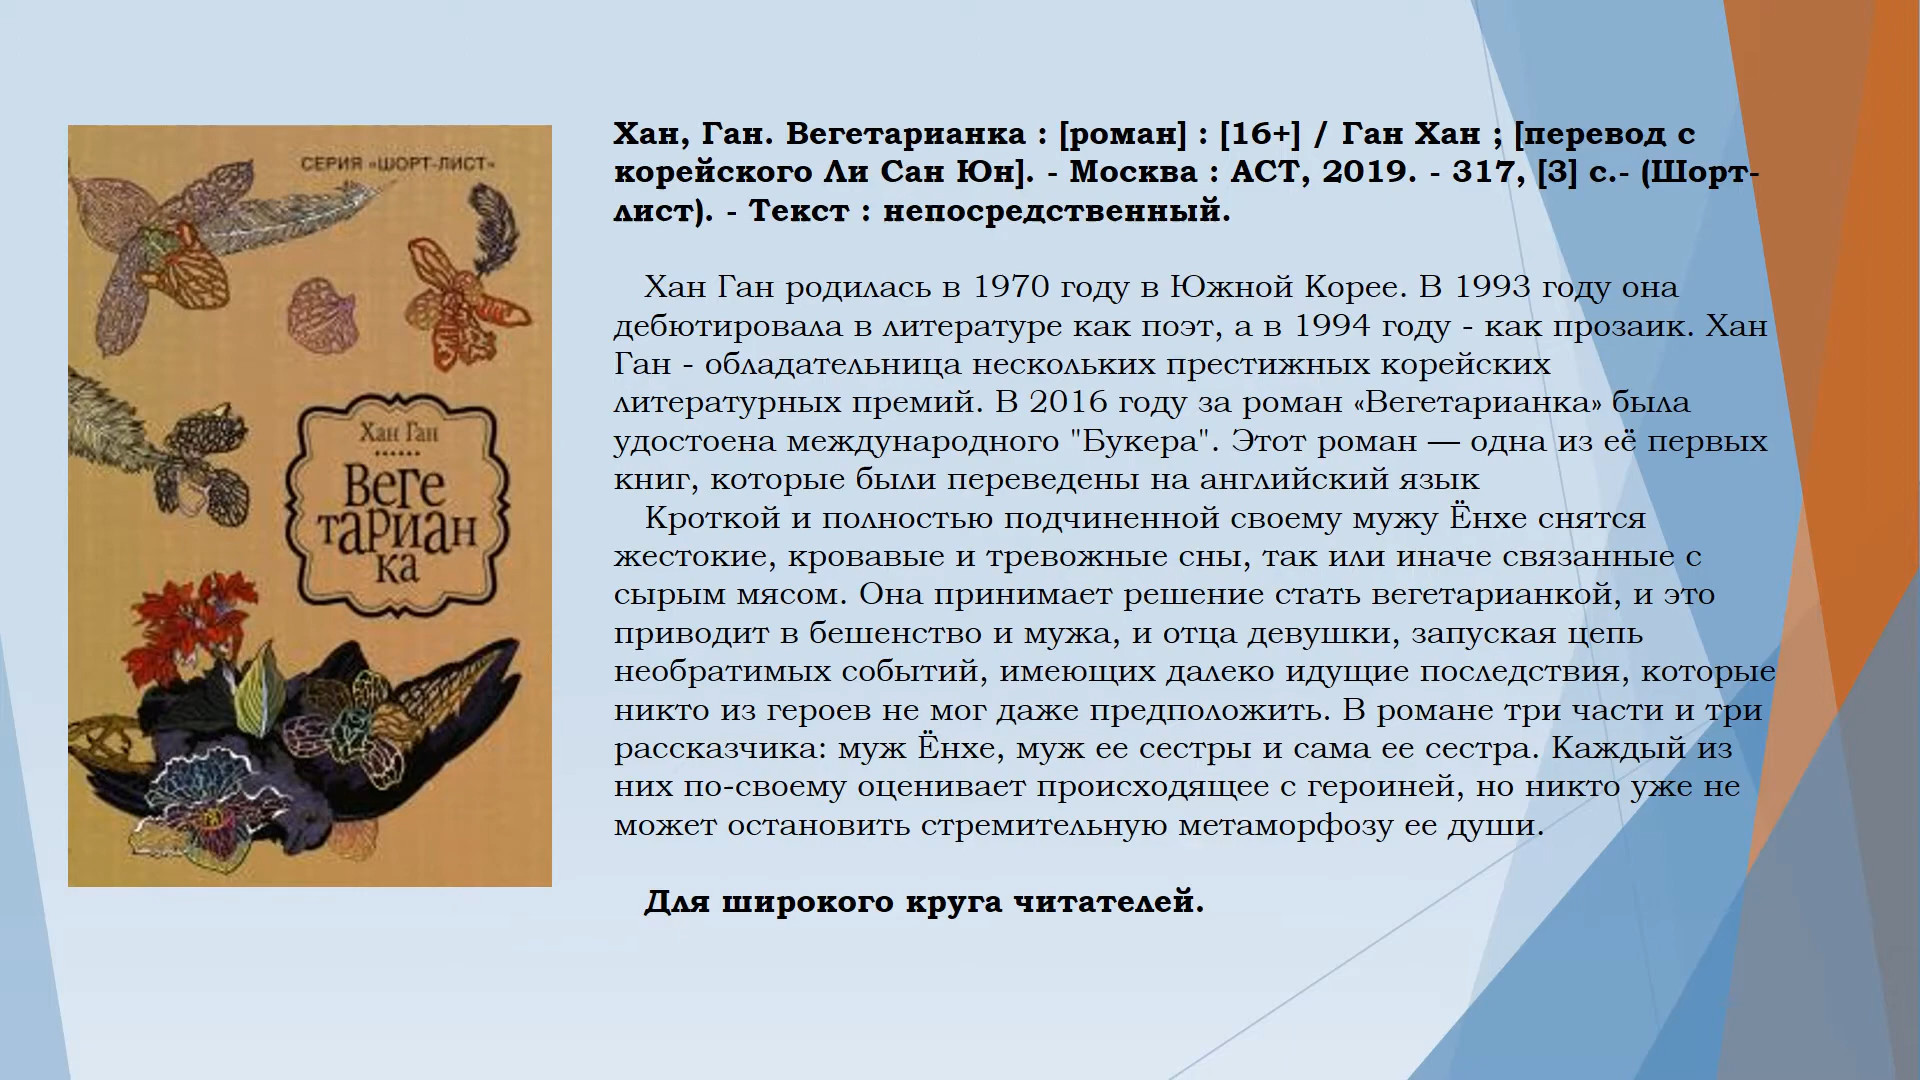 СЕРИЯ «ШОРТ-ЛИСТ»
Хан Ган
Веге
тариан
ка
Хан, Ган. Вегетарианка : [роман] : [16+] / Ган Хан ; [перевод с
корейского Ли Сан Юн]. - Москва : АСТ, 2019. - 317, [3] с.- (Шорт-
лист). - Текст : непосредственный.
Хан Ган родилась в 1970 году в Южной Корее. В 1993 году она
дебютировала в литературе как поэт, а в 1994 году - как прозаик. Хан
Ган - обладательница нескольких престижных корейских
литературных премий. В 2016 году за роман «Вегетарианка» была
удостоена международного "Букера". Этот роман — одна из её первых
книг, которые были переведены на английский язык
Кроткой и полностью подчиненной своему мужу Ёнхе снятся
жестокие, кровавые и тревожные сны, так или иначе связанные с
сырым мясом. Она принимает решение стать вегетарианкой, и это
приводит в бешенство и мужа, и отца девушки, запуская цепь
необратимых событий, имеющих далеко идущие последствия, которые
никто из героев не мог даже предположить. В романе три части и три
рассказчика: муж Ёнхе, муж ее сестры и сама ее сестра. Каждый из
них по-своему оценивает происходящее с героиней, но никто уже не
может остановить стремительную метаморфозу ее души.
Для широкого круга читателей.